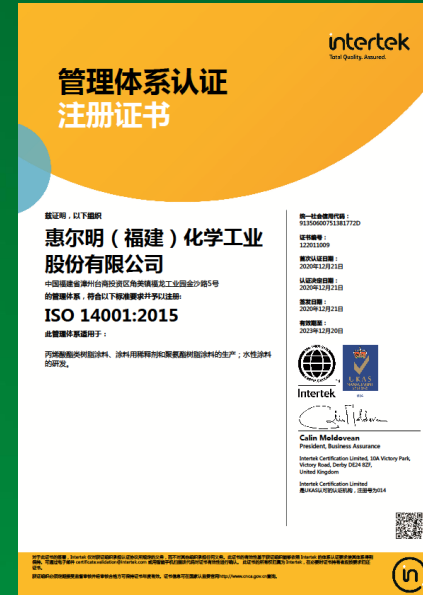 intertek
Total Quality. Assured.
管理体系认证
注册证书
兹证明，以下组织
惠尔明（福建）化学工业
股份有限公司
中国福建省漳州台商投资区角美镇福龙工业园金沙路5号
的管理体系，符合以下标准要求并予以注册:
ISO 14001:2015
此管理体系适用于：
丙烯酸酯类树脂涂料、涂料用稀释剂和聚氨酯树脂涂料的生产；水性涂料
的研发。
统一社会信用代码：
91350600751381772D
证书编号：
122011009
首次认证日期：
2020年12月21日
认证决定日期：
2020年12月21日
签发日期：
2020年12月21日
有效期至：
2023年12月20日
Intertek
UKAS
MANAGEMENT
SYSTEMS
014
Calin Moldovean
President, Business Assurance
Intertek Certification Limited, 10A Victory Park,
Victory Road, Derby DE24 8ZF,
United Kingdom
Intertek Certification Limited
是UKAS认可的认证机构，注册号为014
in